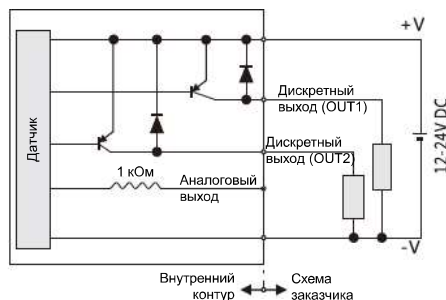 +V
Дискретный
выход (OUT1)
Датчик
Дискретный
выход (OUT2)
12-24V DC
1 кОм
Аналоговый
выход
-V
Внутренний
контур
Схема
заказчика